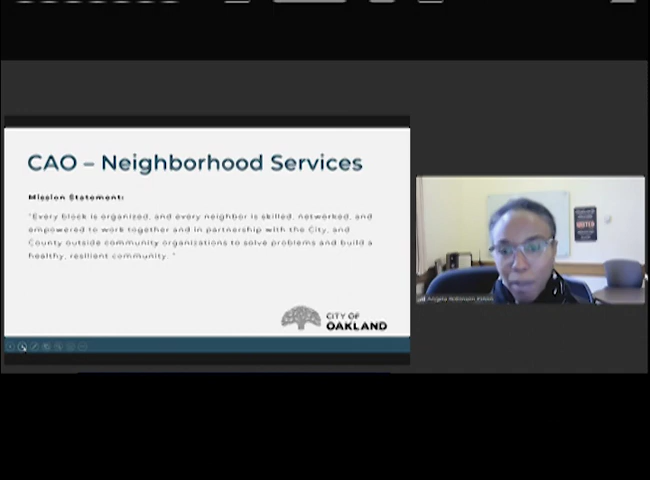 CAO – Neighborhood Services
Mission Statement:
"Every block is organized, and every neighbor is skilled, networked, and
empowered to work together and in partnership with the City, and
County outside community organizations to solve problems and build a
healthy, resilient community. "
CITY OF
OAKLAND
Angela Robinson